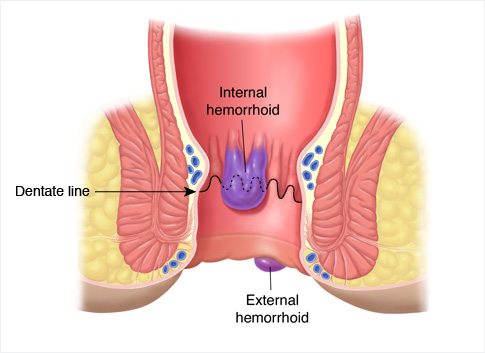 Internal
hemorrhoid
Dentate line
External
hemorrhoid